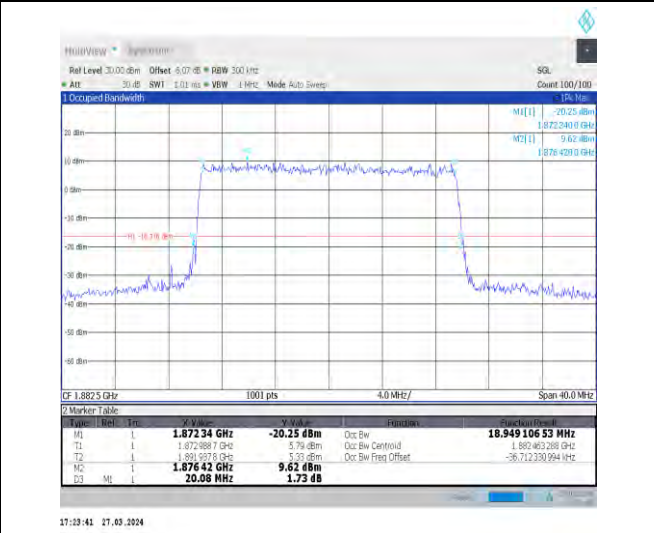 MultiView Spectrum
Ref Level 30.00 dBm Offset 6.07 dB RBW 300 kHz SGL
Att 30 dB SWT 1.01 ms VBW 1 MHz Mode Auto Sweep Count 100/100
1 Occupied Bandwidth 1Pk Max
M1[1] -20.25 dBm
1.872 240 0 GHz
M2[1] 9.62 dBm
1.876 420 0 GHz
20 dBm
10 dBm
0 dBm
-10 dBm
-20 dBm
-30 dBm
-40 dBm
-50 dBm
-60 dBm
CF 1.8825 GHz 1001 pts 4.0 MHz/ Span 40.0 MHz
2 Marker Table
Type Ref Trc X-Value Y-Value Function Function Result
M1 1 1.872 34 GHz -20.25 dBm Occ Bw 18.949 106 53 MHz
T1 1 1.872 988 7 GHz 5.79 dBm Occ Bw Centroid 1.882 463 288 GHz
T2 1 1.891 937 8 GHz 5.33 dBm Occ Bw Freq Offset -36.712 330 994 kHz
M2 1 1.876 42 GHz 9.62 dBm
D3 M1 1 20.08 MHz 1.73 dB
17:23:41 27.03.2024